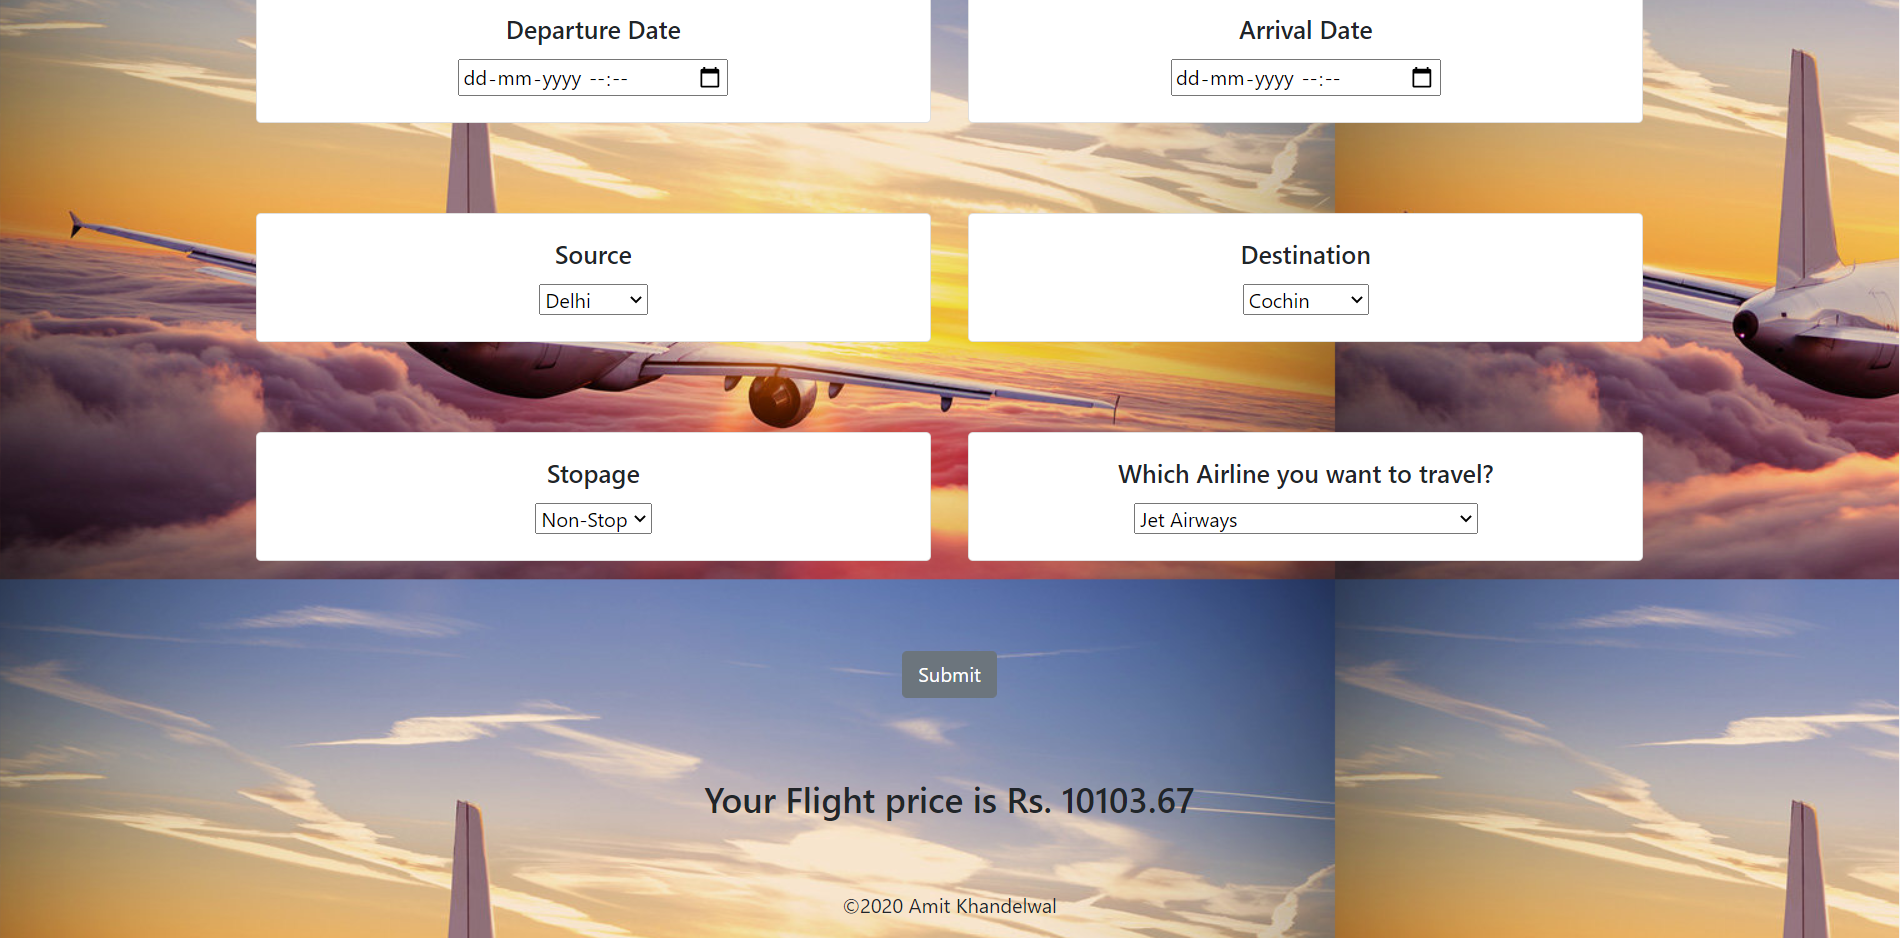 Departure Date
dd-mm-yyyy --:--
Arrival Date
dd-mm-yyyy --:--
Source
Delhi
Destination
Cochin
Stopage
Non-Stop
Which Airline you want to travel?
Jet Airways
Submit
Your Flight price is Rs. 10103.67
©2020 Amit Khandelwal